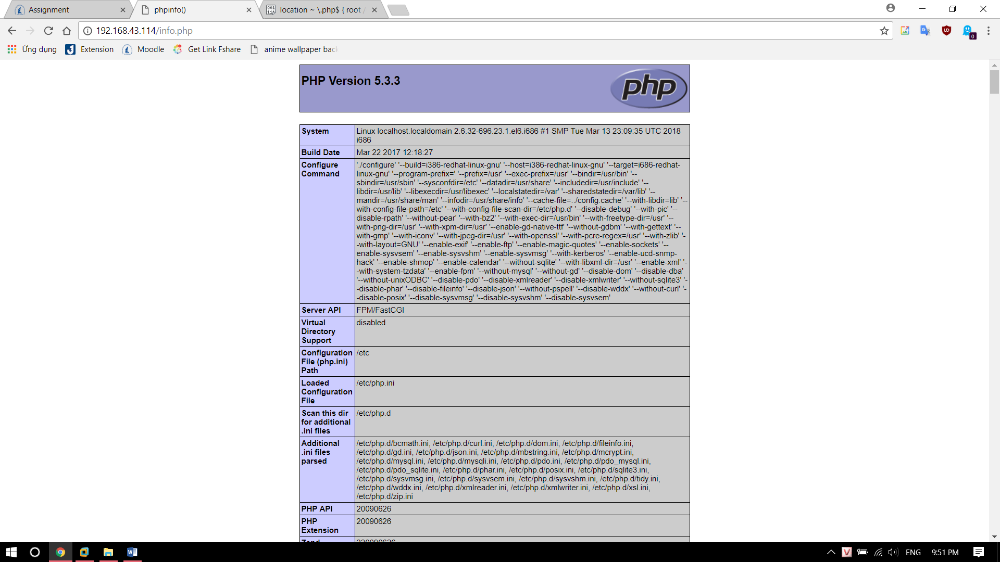 Assignment
phpinfo()
location ~ \.php$ { root /
192.168.43.114/info.php
Ứng dụng
Extension
Moodle
Get Link Fshare
anime wallpaper back
PHP Version 5.3.3
php
System
Linux localhost.localdomain 2.6.32-696.23.1.el6.i686 #1 SMP Tue Mar 13 23:09:35 UTC 2018
i686
Build Date
Mar 22 2017 12:18:27
Configure
Command
'./configure' '--build=i386-redhat-linux-gnu' '--host=i386-redhat-linux-gnu' '--target=i686-redhat-
linux-gnu' '--program-prefix=' '--prefix=/usr' '--exec-prefix=/usr' '--bindir=/usr/bin' '--
sbindir=/usr/sbin' '--sysconfdir=/etc' '--datadir=/usr/share' '--includedir=/usr/include' '--
libdir=/usr/lib' '--libexecdir=/usr/libexec' '--localstatedir=/var' '--sharedstatedir=/var/lib' '--
mandir=/usr/share/man' '--infodir=/usr/share/info' '--cache-file=../config.cache' '--with-libdir=lib' '--
with-config-file-path=/etc' '--with-config-file-scan-dir=/etc/php.d' '--disable-debug' '--with-pic' '--
disable-rpath' '--without-pear' '--with-bz2' '--with-exec-dir=/usr/bin' '--with-freetype-dir=/usr' '--
with-png-dir=/usr' '--with-xpm-dir=/usr' '--enable-gd-native-ttf' '--without-gdbm' '--with-gettext' '--
with-gmp' '--with-iconv' '--with-jpeg-dir=/usr' '--with-openssl' '--with-pcre-regex=/usr' '--with-zlib' '-
-with-layout=GNU' '--enable-exif' '--enable-ftp' '--enable-magic-quotes' '--enable-sockets' '--
enable-sysvsem' '--enable-sysvshm' '--enable-sysvmsg' '--with-kerberos' '--enable-ucd-snmp-
hack' '--enable-shmop' '--enable-calendar' '--without-sqlite' '--with-libxml-dir=/usr' '--enable-xml' '-
-with-system-tzdata' '--enable-fpm' '--without-mysql' '--without-gd' '--disable-dom' '--disable-dba'
'--without-unixODBC' '--disable-pdo' '--disable-xmlreader' '--disable-xmlwriter' '--without-sqlite3' '-
-disable-phar' '--disable-fileinfo' '--disable-json' '--without-pspell' '--disable-wddx' '--without-curl' '-
-disable-posix' '--disable-sysvmsg' '--disable-sysvshm' '--disable-sysvsem'
Server API
FPM/FastCGI
Virtual
Directory
Support
disabled
Configuration
File (php.ini)
Path
/etc
Loaded
Configuration
File
/etc/php.ini
Scan this dir
for additional
.ini files
/etc/php.d
Additional
.ini files
parsed
/etc/php.d/bcmath.ini, /etc/php.d/curl.ini, /etc/php.d/dom.ini, /etc/php.d/fileinfo.ini,
/etc/php.d/gd.ini, /etc/php.d/json.ini, /etc/php.d/mbstring.ini, /etc/php.d/mcrypt.ini,
/etc/php.d/mysql.ini, /etc/php.d/mysqli.ini, /etc/php.d/pdo.ini, /etc/php.d/pdo_mysql.ini,
/etc/php.d/pdo_sqlite.ini, /etc/php.d/phar.ini, /etc/php.d/posix.ini, /etc/php.d/sqlite3.ini,
/etc/php.d/sysvmsg.ini, /etc/php.d/sysvsem.ini, /etc/php.d/sysvshm.ini, /etc/php.d/tidy.ini,
/etc/php.d/wddx.ini, /etc/php.d/xmlreader.ini, /etc/php.d/xmlwriter.ini, /etc/php.d/xsl.ini,
/etc/php.d/zip.ini
PHP API
20090626
PHP
Extension
20090626
ENG
9:51 PM